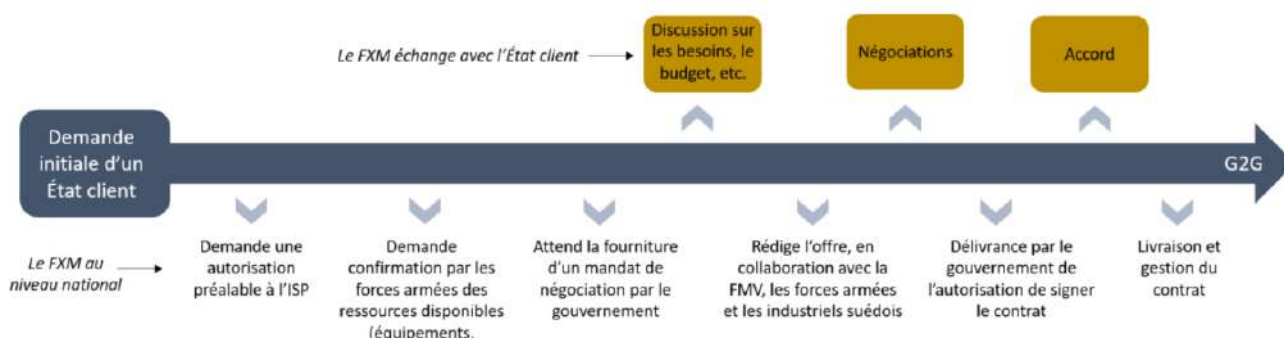 Le FXM échange avec l'État client
Discussion sur
les besoins, le
budget, etc.
Négociations
Accord
Demande
initiale d'un
État client
G2G
Le FXM au
niveau national
Demande une
autorisation
préalable à l'ISP
Demande
confirmation par les
forces armées des
ressources disponibles
(équipements,
Attend la fourniture
d'un mandat de
négociation par le
gouvernement
Rédige l'offre, en
collaboration avec la
FMV, les forces armées
et les industriels suédois
Délivrance par le
gouvernement de
l'autorisation de signer
le contrat
Livraison et
gestion du
contrat